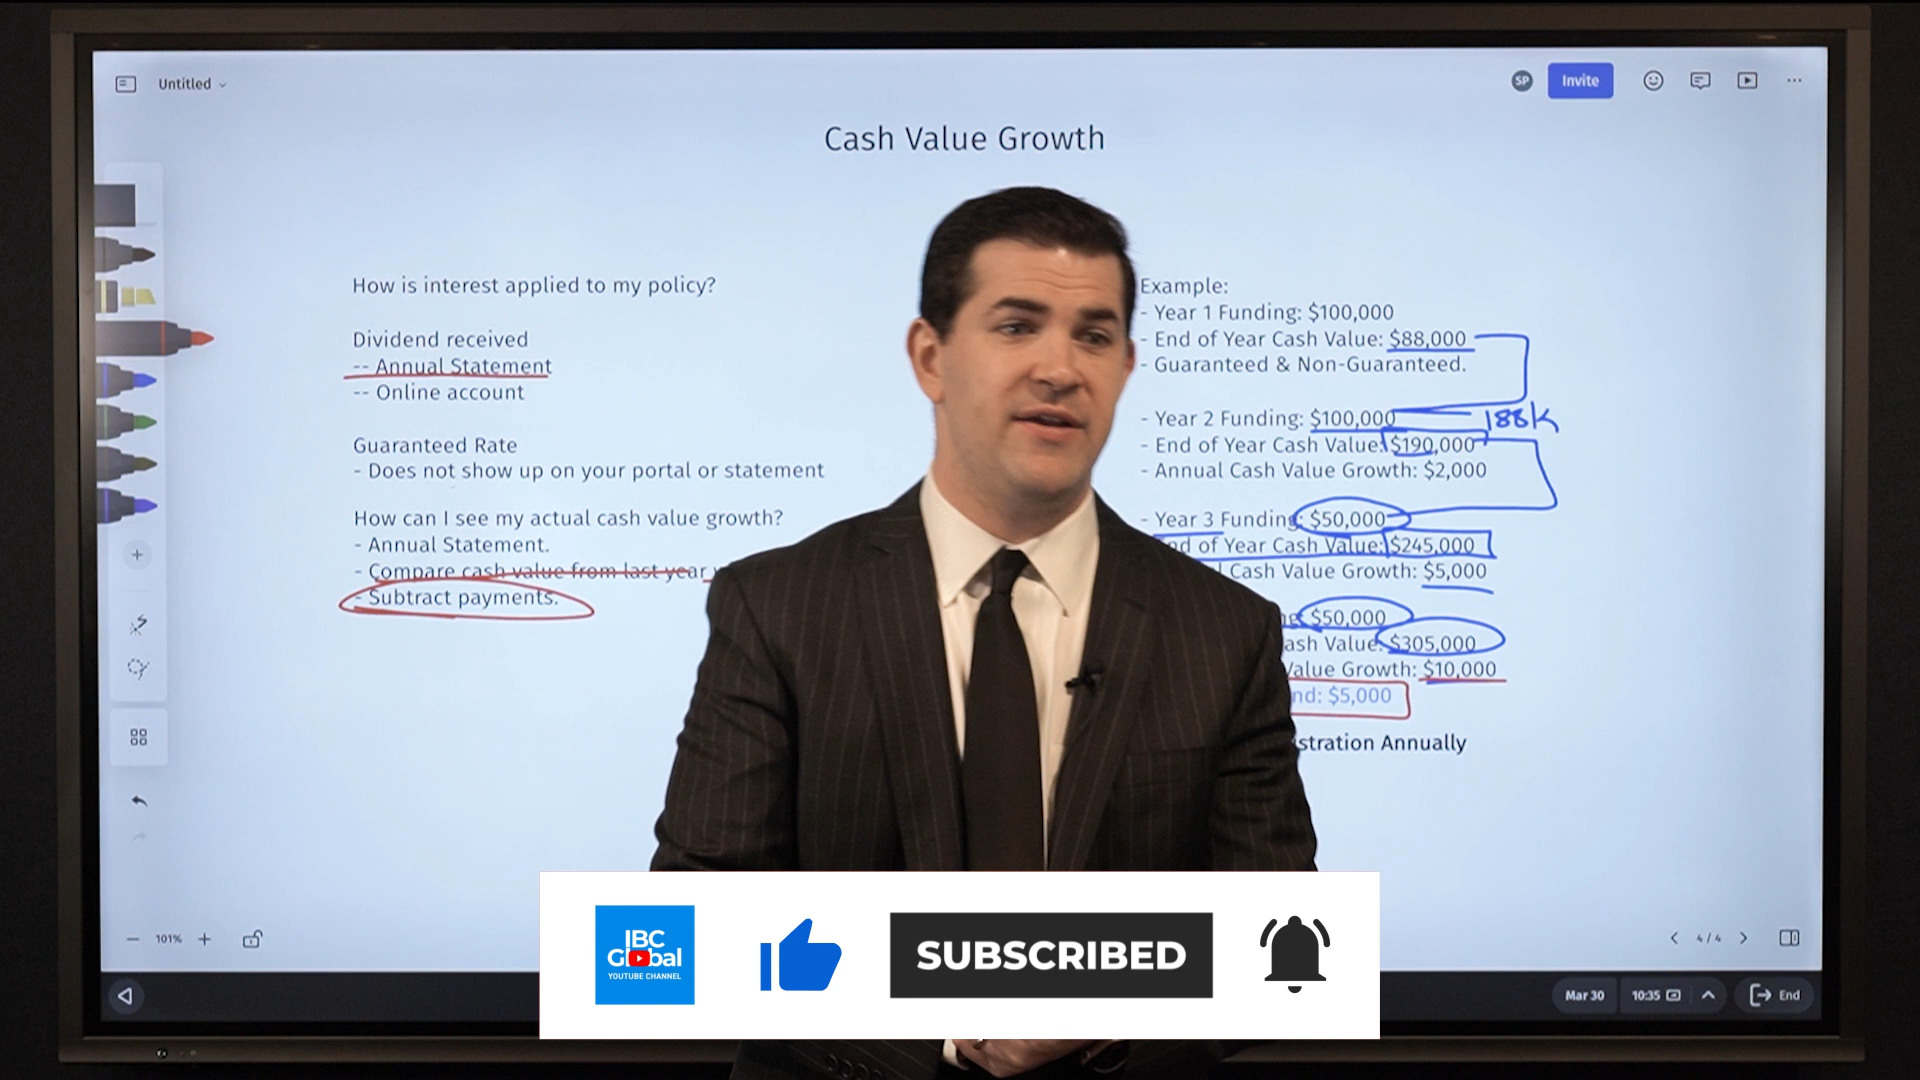 Untitled
SP
Invite
Cash Value Growth
How is interest applied to my policy?
Dividend received
-- Annual Statement
-- Online account
Guaranteed Rate
- Does not show up on your portal or statement
How can I see my actual cash value growth?
- Annual Statement.
- Compare cash value from last year
- Subtract payments.
Example:
- Year 1 Funding: $100,000
- End of Year Cash Value: $88,000
- Guaranteed & Non-Guaranteed.
- Year 2 Funding: $100,000
188K
- End of Year Cash Value: $190,000
- Annual Cash Value Growth: $2,000
- Year 3 Funding: $50,000
of Year Cash Value: $245,000
Cash Value Growth: $5,000
$50,000
Value: $305,000
Value Growth: $10,000
$5,000
Annually
101%
4/4
IBC
Global
YOUTUBE CHANNEL
SUBSCRIBED
Mar 30
10:35
End